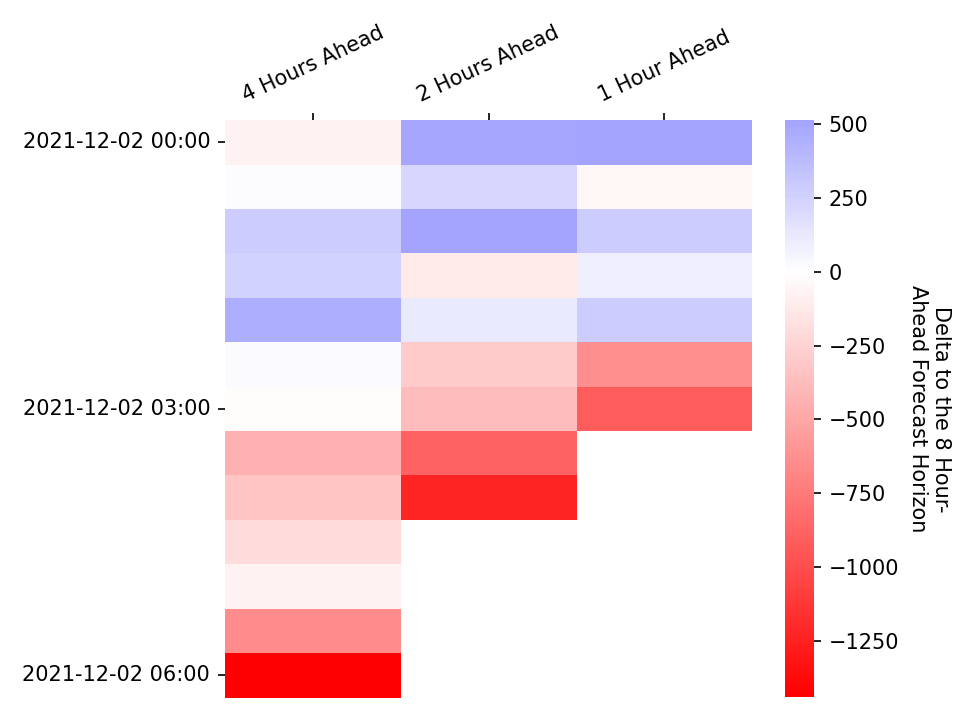 4 Hours Ahead
2 Hours Ahead
1 Hour Ahead
2021-12-02 00:00
2021-12-02 03:00
2021-12-02 06:00
500
250
0
−250
−500
−750
−1000
−1250
Delta to the 8 Hour-
Ahead Forecast Horizon